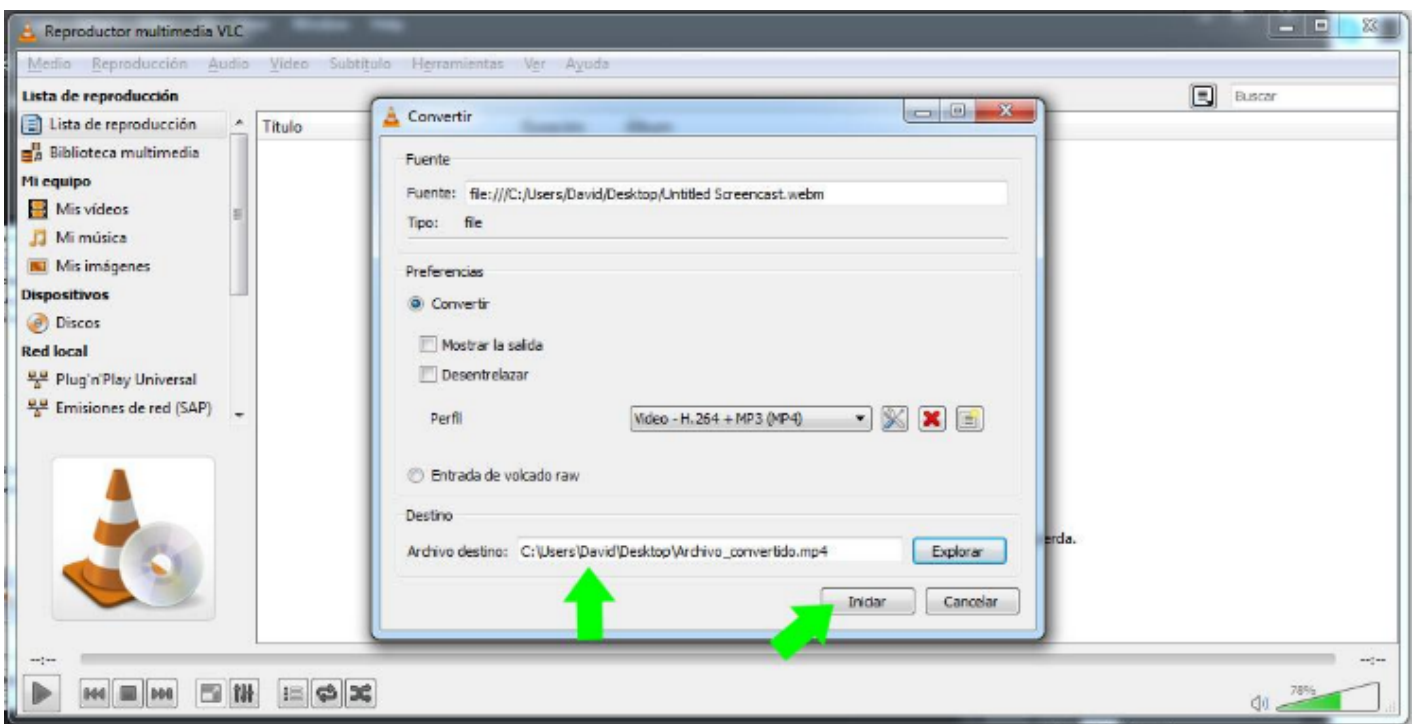 Reproductor multimedia VLC
Medio Reproducción Audio Vídeo Subtítulo Herramientas Ver Ayuda
Lista de reproducción
Buscar
Lista de reproducción
Título
Biblioteca multimedia
Mi equipo
Mis vídeos
Mi música
Mis imágenes
Dispositivos
Discos
Red local
Plug'n'Play Universal
Emisiones de red (SAP)
Convertir
Fuente
Fuente: file:///C:/Users/David/Desktop/Untitled Screencast.webm
Tipo: file
Preferencias
Convertir
Mostrar la salida
Desentrelazar
Perfil Video - H.264 + MP3 (MP4)
Entrada de volcado raw
Destino
Archivo destino: C:\Users\David\Desktop\Archivo_convertido.mp4 Explorar
erda.
Iniciar Cancelar
--:-- --:--
78%